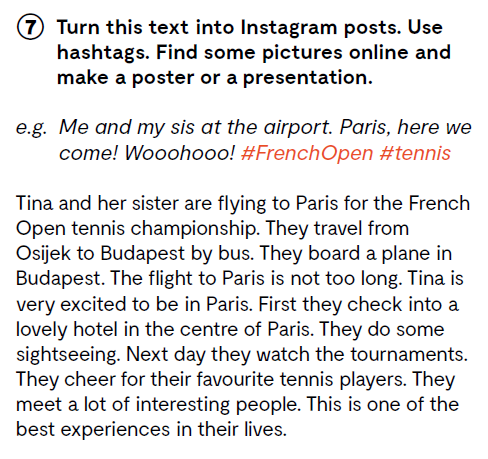 7 Turn this text into Instagram posts. Use
hashtags. Find some pictures online and
make a poster or a presentation.
e.g. Me and my sis at the airport. Paris, here we
come! Wooohooo! #FrenchOpen #tennis
Tina and her sister are flying to Paris for the French
Open tennis championship. They travel from
Osijek to Budapest by bus. They board a plane in
Budapest. The flight to Paris is not too long. Tina is
very excited to be in Paris. First they check into a
lovely hotel in the centre of Paris. They do some
sightseeing. Next day they watch the tournaments.
They cheer for their favourite tennis players. They
meet a lot of interesting people. This is one of the
best experiences in their lives.